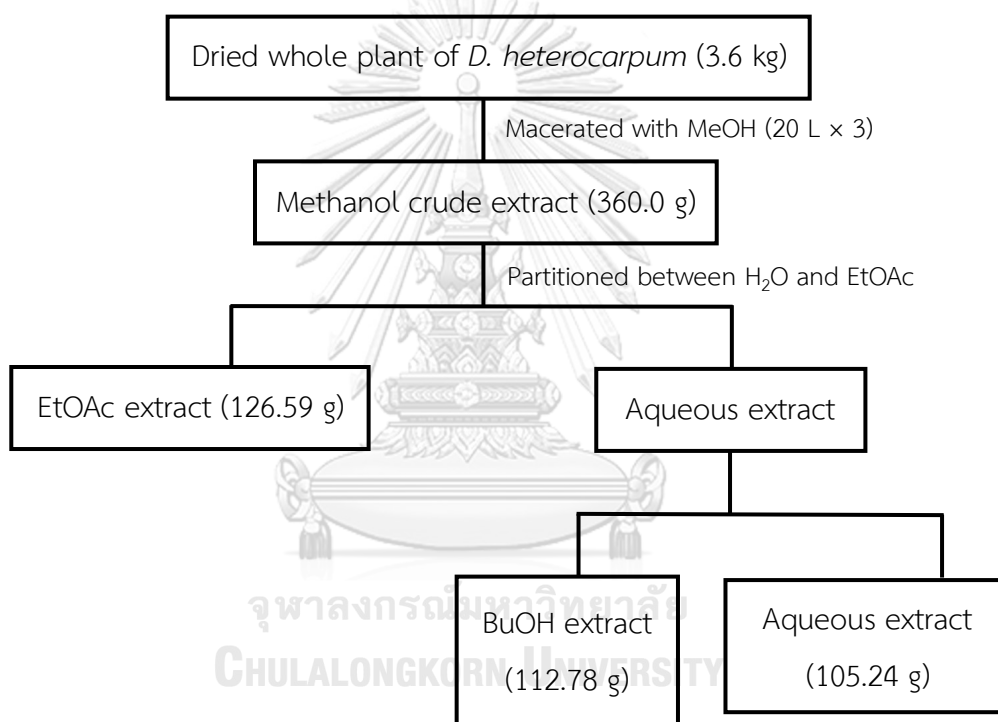 Dried whole plant of D. heterocarpum (3.6 kg)
Macerated with MeOH (20 L × 3)
Methanol crude extract (360.0 g)
Partitioned between H₂O and EtOAc
EtOAc extract (126.59 g)
Aqueous extract
BuOH extract
(112.78 g)
Aqueous extract
(105.24 g)
จุฬาลงกรณ์มหาวิทยาลัย
CHULALONGKORN UNIVERSITY